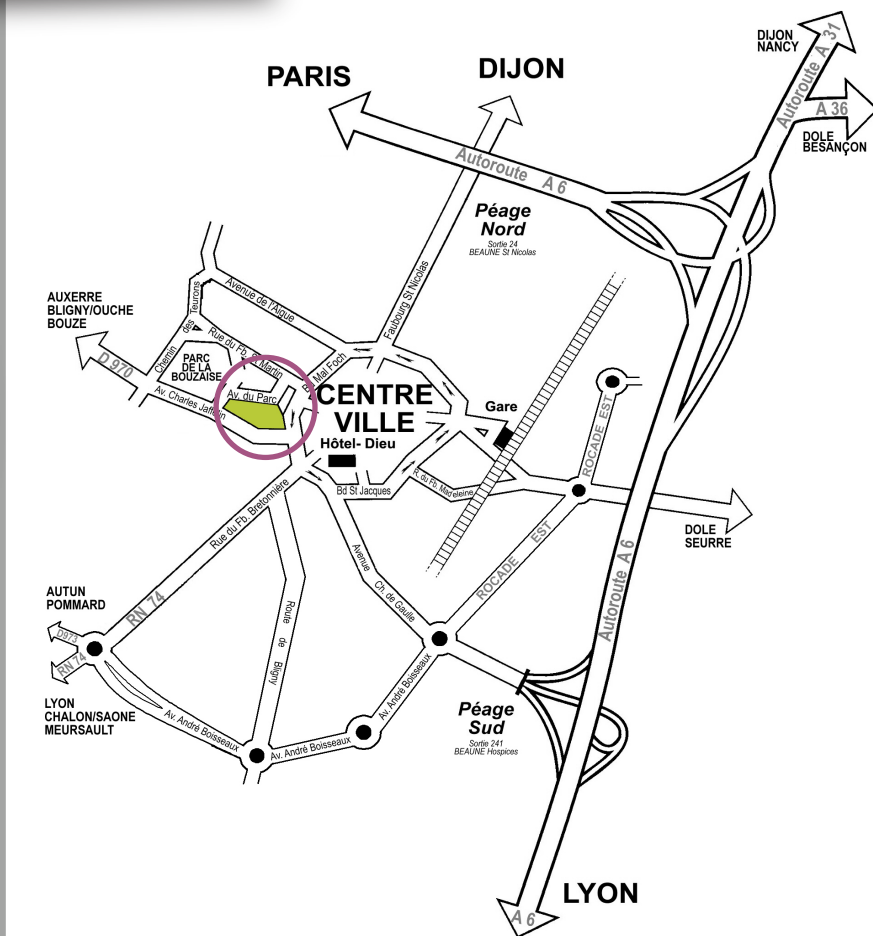 DIJON
NANCY
Autoroute A 31
A 36
DOLE
BESANÇON
PARIS
DIJON
Autoroute A 6
Péage
Nord
Sortie 24
BEAUNE St Nicolas
Faubourg St Nicolas
Avenue de l'Aigue
Chemin des Teurons
Rue du Fb. St Martin
Bd Mal Foch
AUXERRE
BLIGNY/OUCHE
BOUZE
D 970
PARC
DE LA
BOUZAISE
Av. du Parc
Av. Charles Jaffelin
CENTRE
VILLE
Hôtel- Dieu
Gare
Bd St Jacques
R. du Fb. Madeleine
ROCADE EST
DOLE
SEURRE
Rue du Fb. Bretonnière
Avenue Ch. de Gaulle
ROCADE EST
Autoroute A 6
AUTUN
POMMARD
D973
RN 74
RN 74
Route de Bligny
LYON
CHALON/SAONE
MEURSAULT
Av. André Boisseaux
Av. André Boisseaux
Av. André Boisseaux
Péage
Sud
Sortie 241
BEAUNE Hospices
LYON
A 6